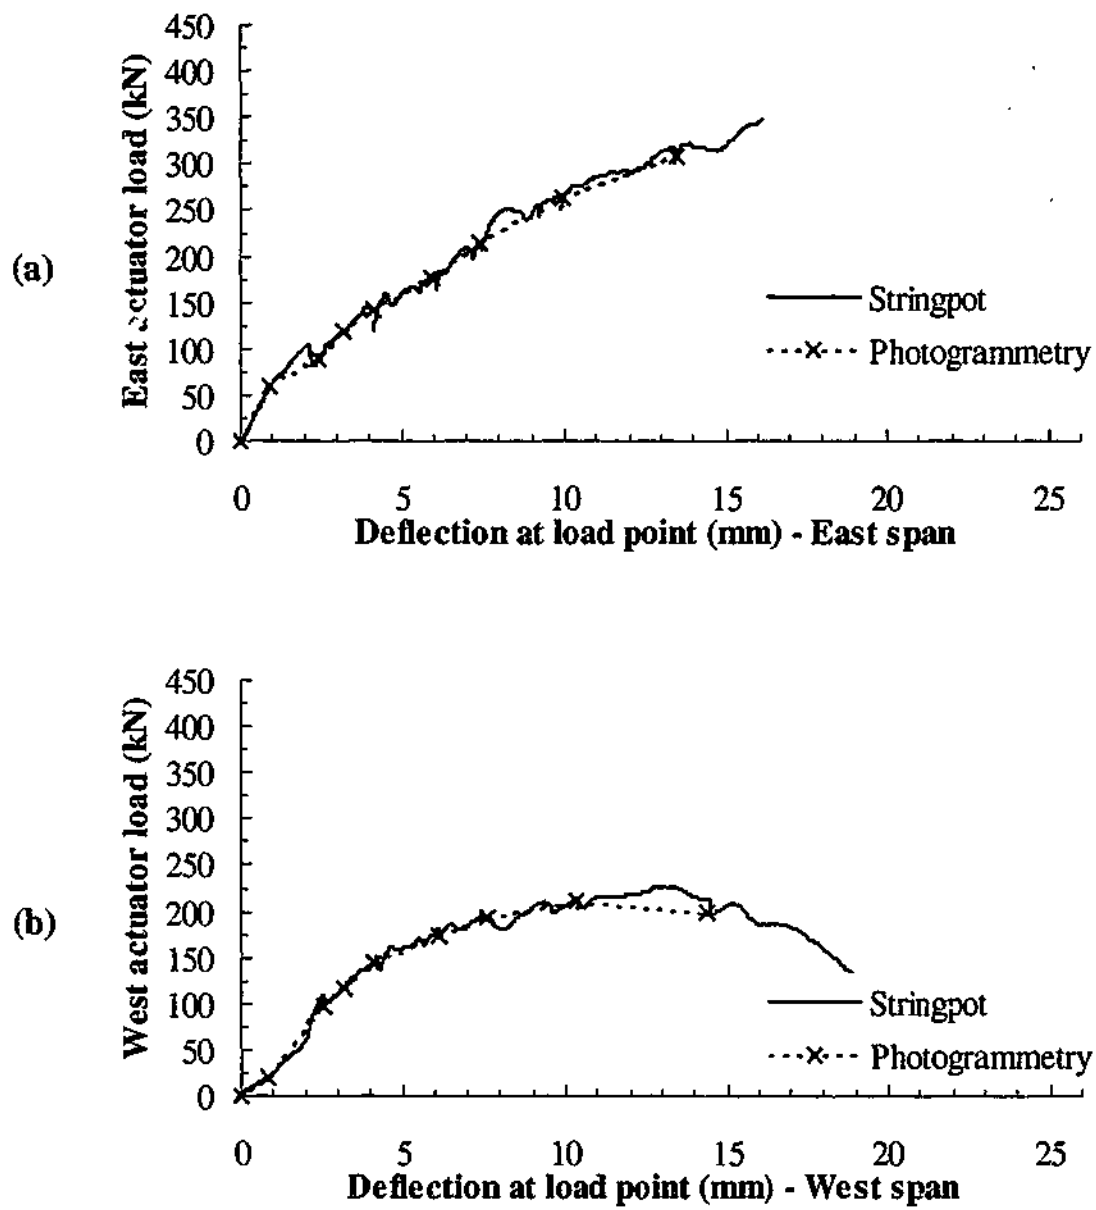 450
400
350
300
250
200
150
100
50
0
East actuator load (kN)
(a)
Stringpot
Photogrammetry
0 5 10 15 20 25
Deflection at load point (mm) - East span
450
400
350
300
250
200
150
100
50
0
West actuator load (kN)
(b)
Stringpot
Photogrammetry
0 5 10 15 20 25
Deflection at load point (mm) - West span